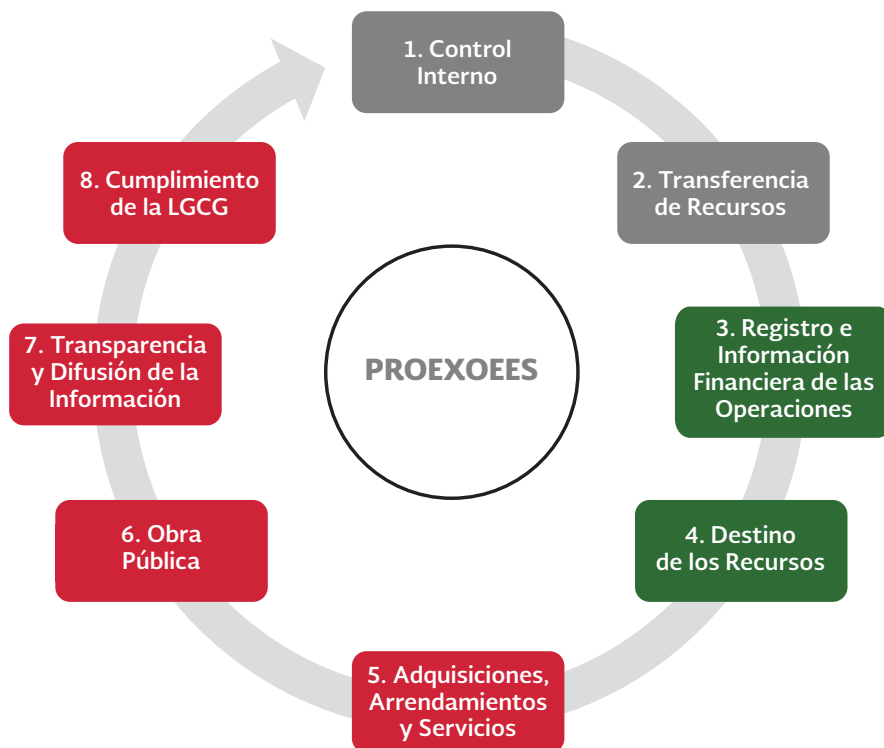 1. Control
Interno
2. Transferencia
de Recursos
3. Registro e
Información
Financiera de las
Operaciones
4. Destino
de los Recursos
5. Adquisiciones,
Arrendamientos
y Servicios
6. Obra
Pública
7. Transparencia
y Difusión de la
Información
8. Cumplimiento
de la LGCG
PROEXOEES